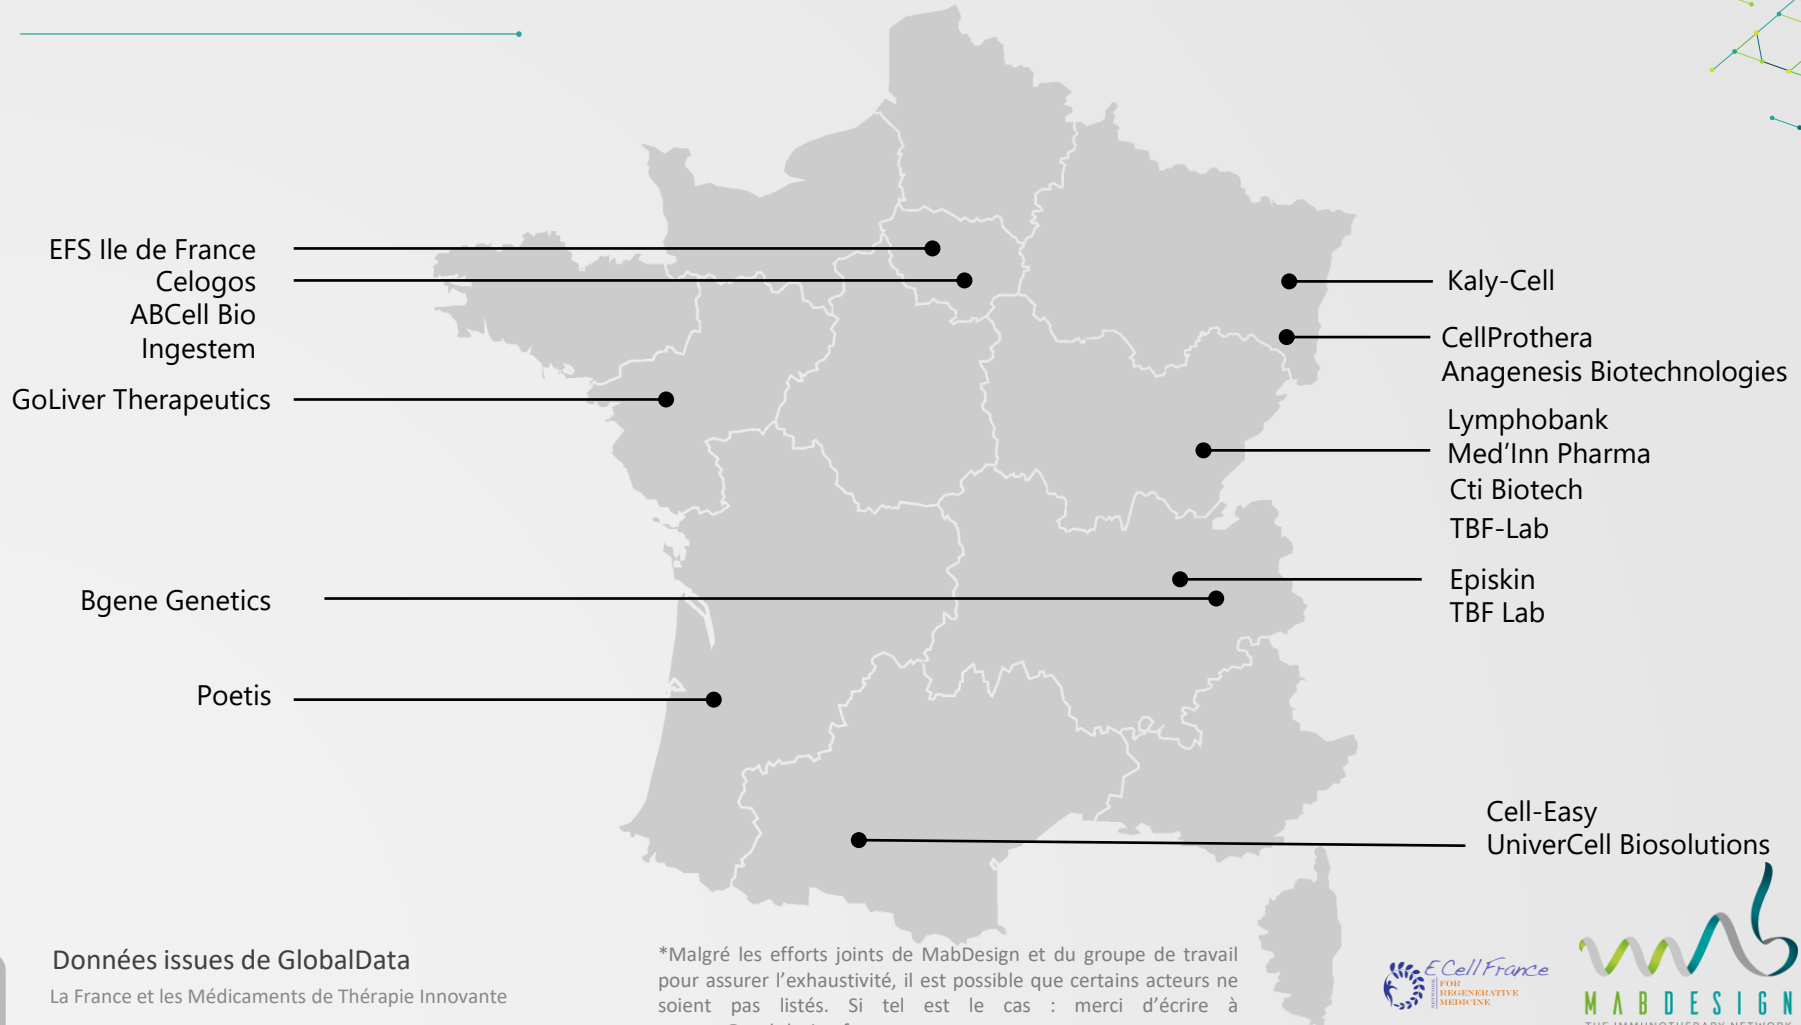 EFS Ile de France
Celogos
ABCell Bio
Ingestem
GoLiver Therapeutics
Bgene Genetics
Poetis
Kaly-Cell
CellProthera
Anagenesis Biotechnologies
Lymphobank
Med’Inn Pharma
Cti Biotech
TBF-Lab
Episkin
TBF Lab
Cell-Easy
UniverCell Biosolutions
Données issues de GlobalData
La France et les Médicaments de Thérapie Innovante
*Malgré les efforts joints de MabDesign et du groupe de travail
pour assurer l’exhaustivité, il est possible que certains acteurs ne
soient pas listés. Si tel est le cas : merci d’écrire à
ECellFrance
NETWORK
FOR
REGENERATIVE
MEDICINE
MABDESIGN
THE IMMUNOTHERAPY NETWORK